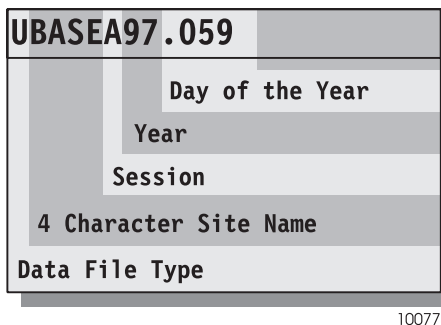 UBASEA97.059
Day of the Year
Year
Session
4 Character Site Name
Data File Type
10077